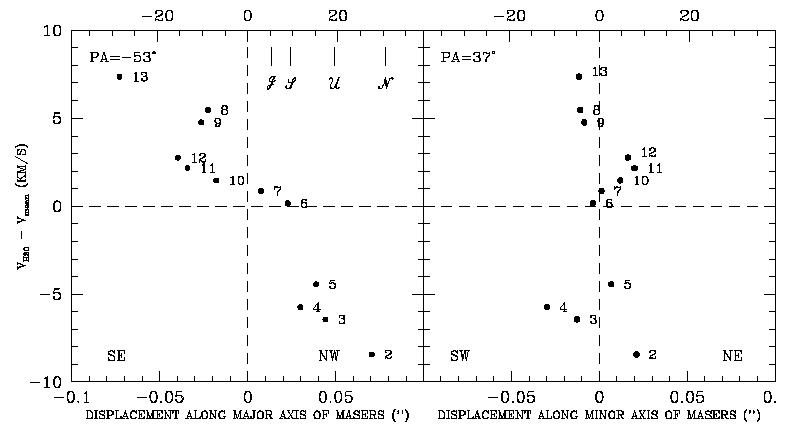 -20 0 20 -20 0 20
10
PA=-53° PA=37°
13 13
J S U N
8 8
5
9 9
12 12
11 11
10 10
7 7
0 6 6
5 5
-5
4 3 4 3
SE NW 2 SW 2 NE
-10
-0.1 -0.05 0 0.05 -0.05 0 0.05 0.
DISPLACEMENT ALONG MAJOR AXIS OF MASERS (") DISPLACEMENT ALONG MINOR AXIS OF MASERS (")
V_H2O - V_mean (KM/S)